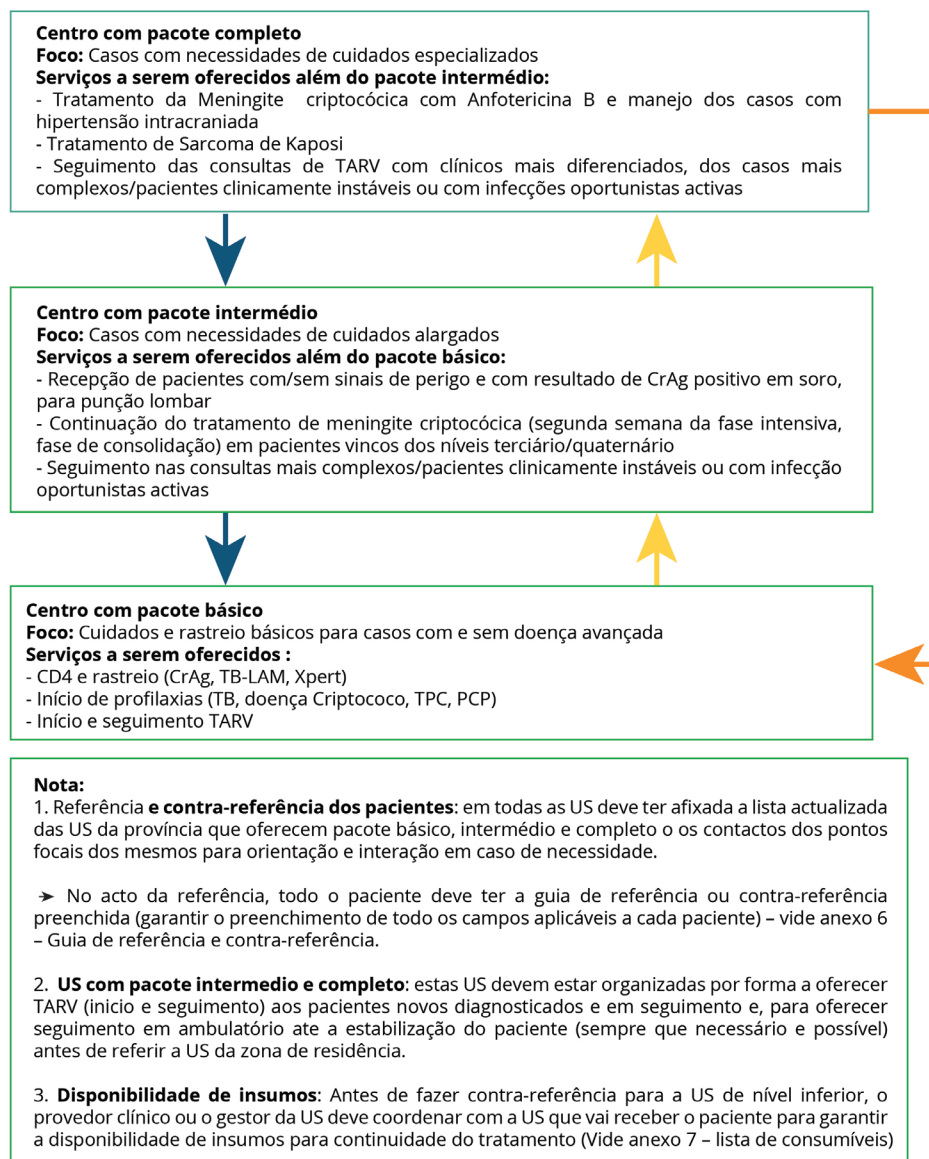 Centro com pacote completo
Foco: Casos com necessidades de cuidados especializados
Serviços a serem oferecidos além do pacote intermédio:
- Tratamento da Meningite criptocócica com Anfotericina B e manejo dos casos com
hipertensão intracraniada
- Tratamento de Sarcoma de Kaposi
- Seguimento das consultas de TARV com clínicos mais diferenciados, dos casos mais
complexos/pacientes clinicamente instáveis ou com infecções oportunistas activas
Centro com pacote intermédio
Foco: Casos com necessidades de cuidados alargados
Serviços a serem oferecidos além do pacote básico:
- Recepção de pacientes com/sem sinais de perigo e com resultado de CrAg positivo em soro,
para punção lombar
- Continuação do tratamento de meningite criptocócica (segunda semana da fase intensiva,
fase de consolidação) em pacientes vincos dos níveis terciário/quaternário
- Seguimento nas consultas mais complexos/pacientes clinicamente instáveis ou com infecção
oportunistas activas
Centro com pacote básico
Foco: Cuidados e rastreio básicos para casos com e sem doença avançada
Serviços a serem oferecidos :
- CD4 e rastreio (CrAg, TB-LAM, Xpert)
- Início de profilaxias (TB, doença Criptococo, TPC, PCP)
- Início e seguimento TARV
Nota:
1. Referência e contra-referência dos pacientes: em todas as US deve ter afixada a lista actualizada
das US da província que oferecem pacote básico, intermédio e completo o os contactos dos pontos
focais dos mesmos para orientação e interação em caso de necessidade.
➤ No acto da referência, todo o paciente deve ter a guia de referência ou contra-referência
preenchida (garantir o preenchimento de todo os campos aplicáveis a cada paciente) – vide anexo 6
– Guia de referência e contra-referência.
2. US com pacote intermedio e completo: estas US devem estar organizadas por forma a oferecer
TARV (inicio e seguimento) aos pacientes novos diagnosticados e em seguimento e, para oferecer
seguimento em ambulatório ate a estabilização do paciente (sempre que necessário e possível)
antes de referir a US da zona de residência.
3. Disponibilidade de insumos: Antes de fazer contra-referência para a US de nível inferior, o
provedor clínico ou o gestor da US deve coordenar com a US que vai receber o paciente para garantir
a disponibilidade de insumos para continuidade do tratamento (Vide anexo 7 – lista de consumíveis)